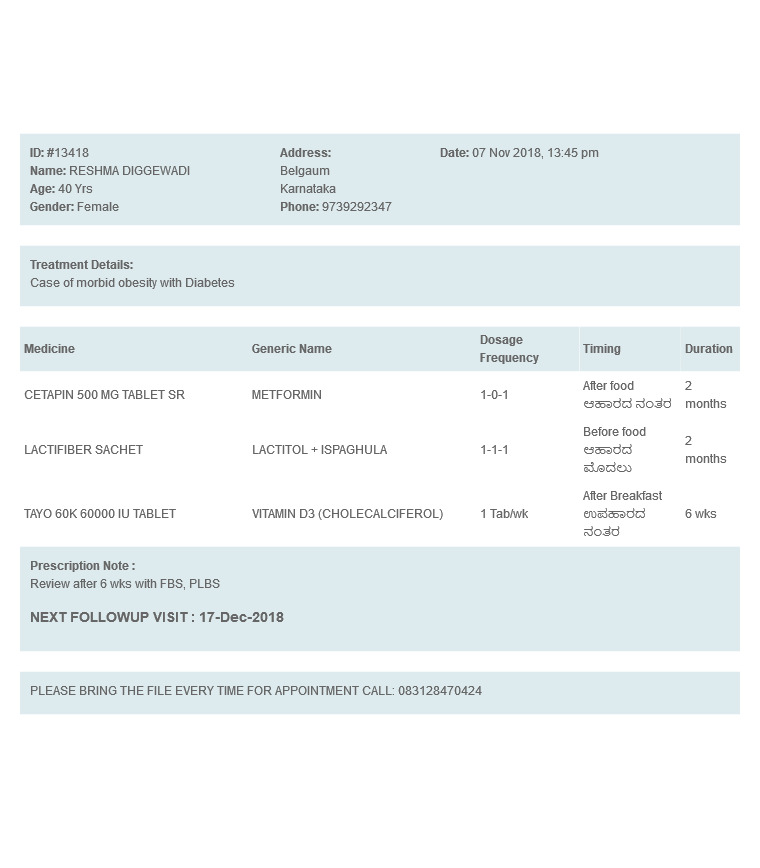 ID: #13418 Address: Date: 07 Nov 2018, 13:45 pm
Name: RESHMA DIGGEWADI Belgaum
Age: 40 Yrs Karnataka
Gender: Female Phone: 9739292347
Treatment Details:
Case of morbid obesity with Diabetes
Medicine Generic Name Dosage Frequency Timing Duration
CETAPIN 500 MG TABLET SR METFORMIN 1-0-1 After food ಆಹಾರದ ನಂತರ 2 months
LACTIFIBER SACHET LACTITOL + ISPAGHULA 1-1-1 Before food ಆಹಾರದ ಮೊದಲು 2 months
TAYO 60K 60000 IU TABLET VITAMIN D3 (CHOLECALCIFEROL) 1 Tab/wk After Breakfast ಉಪಹಾರದ ನಂತರ 6 wks
Prescription Note :
Review after 6 wks with FBS, PLBS
NEXT FOLLOWUP VISIT : 17-Dec-2018
PLEASE BRING THE FILE EVERY TIME FOR APPOINTMENT CALL: 083128470424